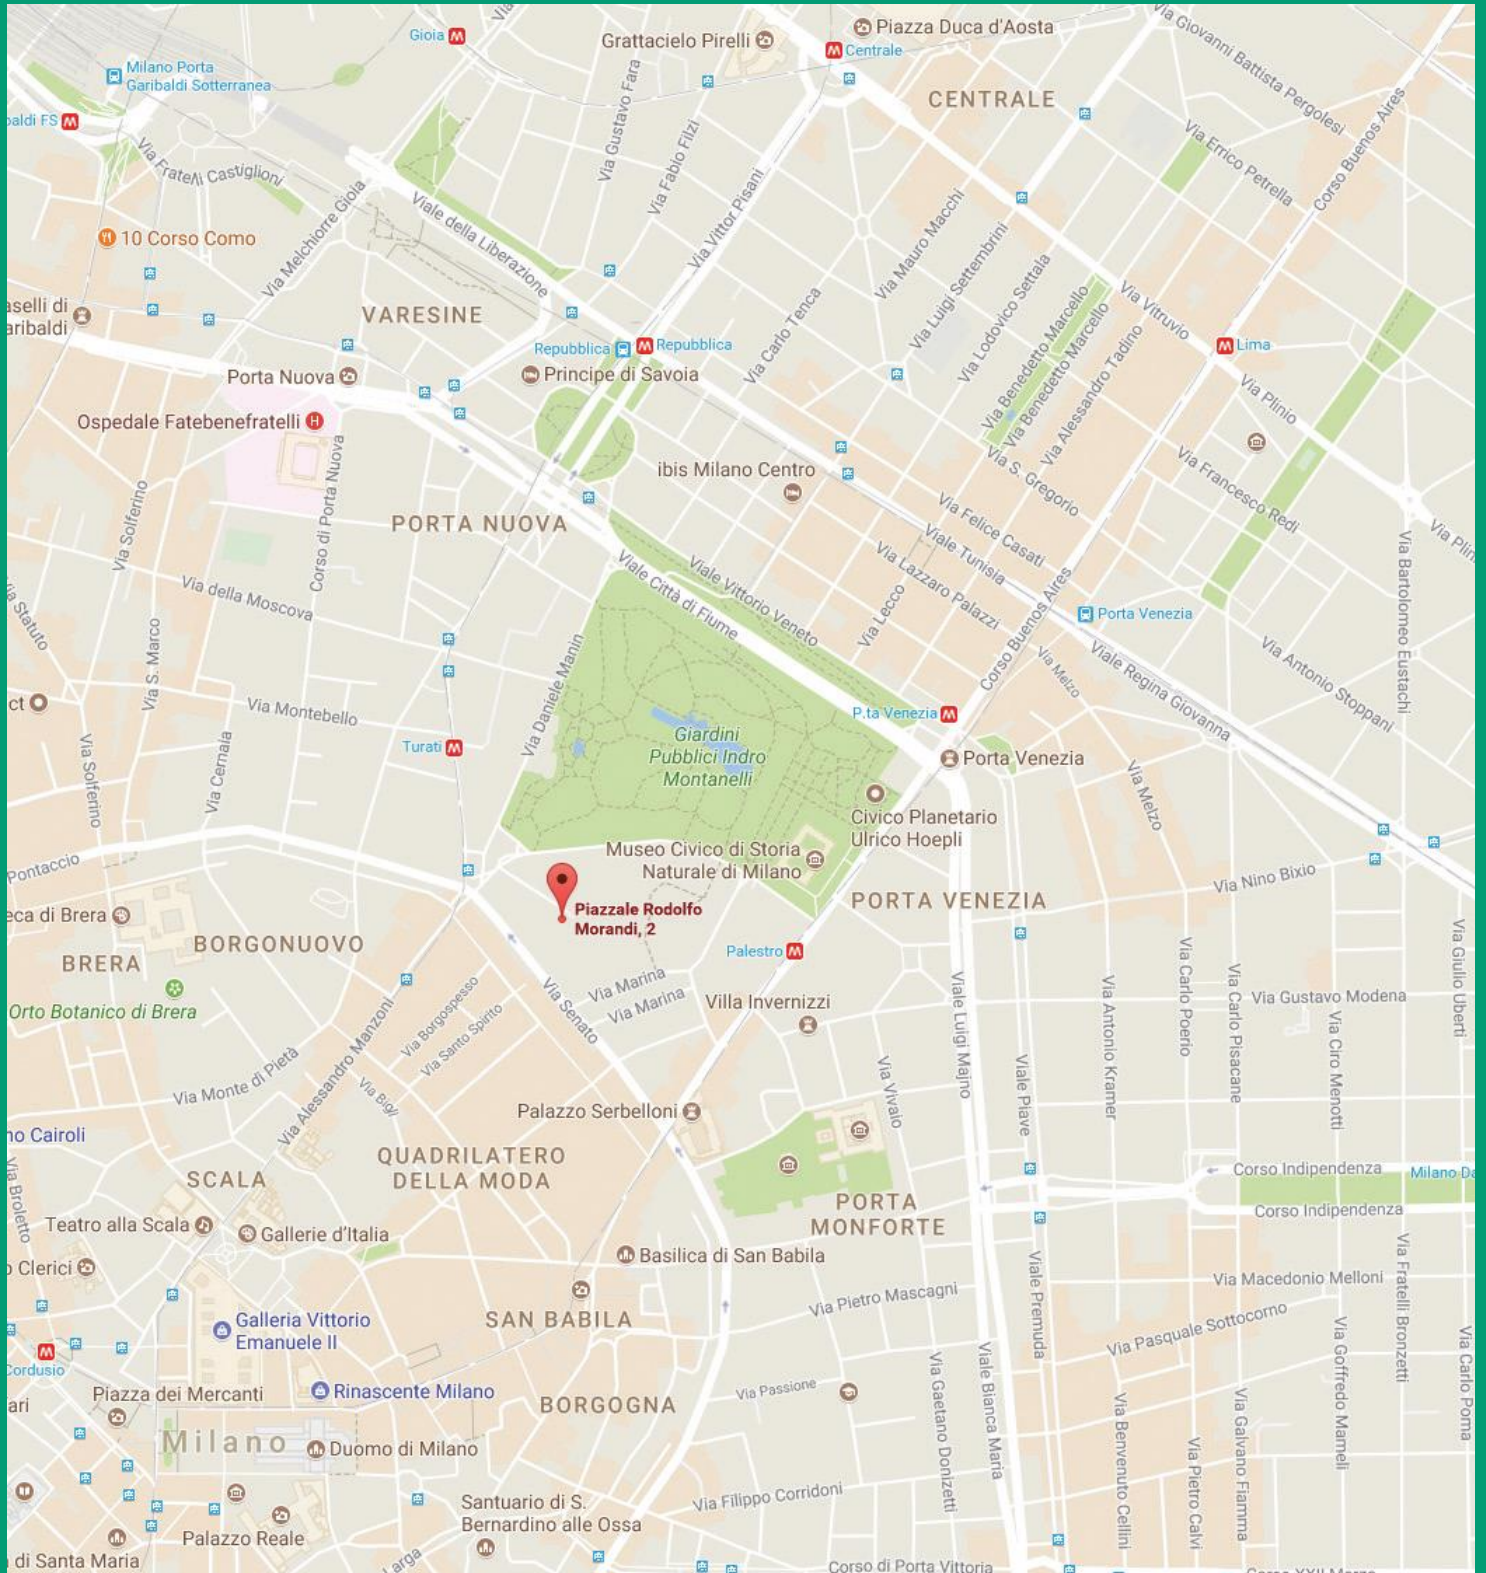 Gioia
Grattacielo Pirelli
Piazza Duca d'Aosta
Centrale
Via Giovanni Battista Pergolesi
Milano Porta
Garibaldi Sotterranea
CENTRALE
baldi FS
Via Gustavo Fara
Via Fabio Filzi
Via Errico Petrella
Corso Buenos Aires
Via Fratelli Castiglioni
Via Melchiorre Gioia
Viale della Liberazione
Via Vittor Pisani
Via Mauro Macchi
Via Luigi Settembrini
Via Lodovico Settala
10 Corso Como
aselli di
aribaldi
VARESINE
Via Carlo Tenca
Via Benedetto Marcello
Via Benedetto Marcello
Via Alessandro Tadino
Via Vitruvio
Repubblica
Repubblica
Lima
Principe di Savoia
Porta Nuova
Via Plinio
Ospedale Fatebenefratelli
Corso di Porta Nuova
ibis Milano Centro
Via S. Gregorio
Via Francesco Redi
Via Solferino
PORTA NUOVA
Via Felice Casati
Viale Tunisia
Via Lazzaro Palazzi
Via Plin
Via Bartolomeo Eustachi
Via Statuto
Via della Moscova
Viale Città di Fiume
Viale Vittorio Veneto
Via Lecco
Corso Buenos Aires
Porta Venezia
Via S. Marco
Via Daniele Manin
Via Melzo
Viale Regina Giovanna
Via Antonio Stoppani
ct
Via Montebello
P.ta Venezia
Turati
Giardini
Pubblici Indro
Montanelli
Porta Venezia
Via Solferino
Via Cernaia
Via Melzo
Civico Planetario
Ulrico Hoepli
Museo Civico di Storia
Naturale di Milano
Pontaccio
Via Nino Bixio
PORTA VENEZIA
Piazzale Rodolfo
Morandi, 2
eca di Brera
BORGONUOVO
BRERA
Palestro
Via Giulio Uberti
Orto Botanico di Brera
Via Marina
Via Marina
Via Senato
Villa Invernizzi
Via Borgospesso
Via Santo Spirito
Via Alessandro Manzoni
Viale Luigi Majno
Via Antonio Kramer
Via Carlo Poerio
Via Carlo Pisacane
Via Gustavo Modena
Via Ciro Menotti
Via Monte di Pietà
Via Bigli
Via Vivaio
Viale Piave
no Cairoli
Palazzo Serbelloni
Via Broletto
QUADRILATERO
DELLA MODA
SCALA
Corso Indipendenza
Milano Da
Corso Indipendenza
PORTA
MONFORTE
Teatro alla Scala
Gallerie d'Italia
Basilica di San Babila
o Clerici
Via Macedonio Melloni
Via Fratelli Bronzetti
Via Pietro Mascagni
Viale Premuda
Galleria Vittorio
Emanuele II
SAN BABILA
Via Pasquale Sottocorno
Cordusio
Via Goffredo Mameli
Via Carlo Poma
Piazza dei Mercanti
Rinascente Milano
Via Passione
Via Gaetano Donizetti
Viale Bianca Maria
ari
BORGOGNA
Via Benvenuto Cellini
Via Pietro Calvi
Via Galvano Fiamma
Milano
Duomo di Milano
Via Filippo Corridoni
Santuario di S.
Bernardino alle Ossa
Palazzo Reale
a di Santa Maria
Larga
Corso di Porta Vittoria